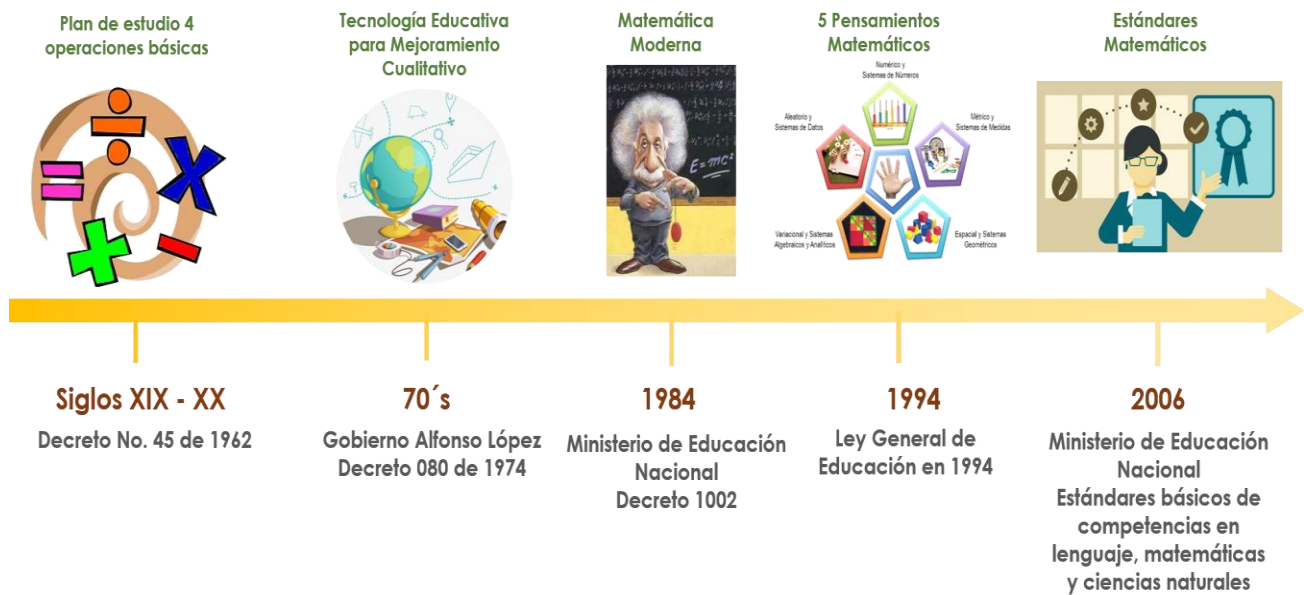 Plan de estudio 4
operaciones básicas
Tecnología Educativa
para Mejoramiento
Cualitativo
Matemática
Moderna
E=mc²
5 Pensamientos
Matemáticos
Numérico y
Sistemas de Números
Aleatorio y
Sistemas de Datos
Métrico y
Sistemas de Medidas
Variacional y Sistemas
Algebraicos y Analíticos
Espacial y Sistemas
Geométricos
Estándares
Matemáticos
Siglos XIX - XX
Decreto No. 45 de 1962
70´s
Gobierno Alfonso López
Decreto 080 de 1974
1984
Ministerio de Educación
Nacional
Decreto 1002
1994
Ley General de
Educación en 1994
2006
Ministerio de Educación
Nacional
Estándares básicos de
competencias en
lenguaje, matemáticas
y ciencias naturales